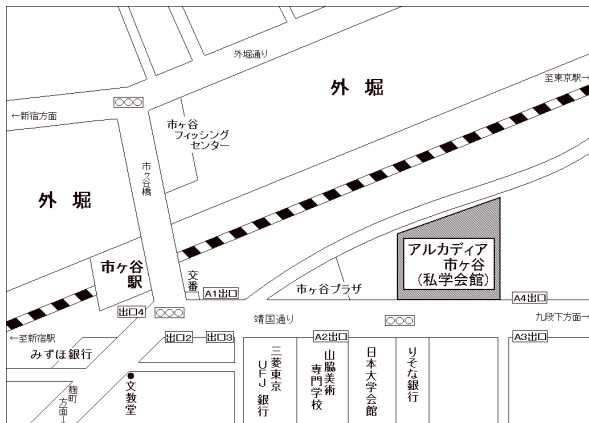 外堀通り
外 堀
至東京駅→
←新宿方面
市ヶ谷
フィッシング
センター
市ヶ谷橋
外 堀
アルカディア
市ヶ谷
(私学会館)
市ヶ谷
駅
交番
A1出口
市ヶ谷プラザ
A4出口
出口4
靖国通り
九段下方面→
←至新宿駅
出口2
出口3
A2出口
A3出口
みずほ銀行
三菱東京
UFJ銀行
山脇美術
専門学校
日本大学会館
りそな銀行
麹町
方面→
文教堂